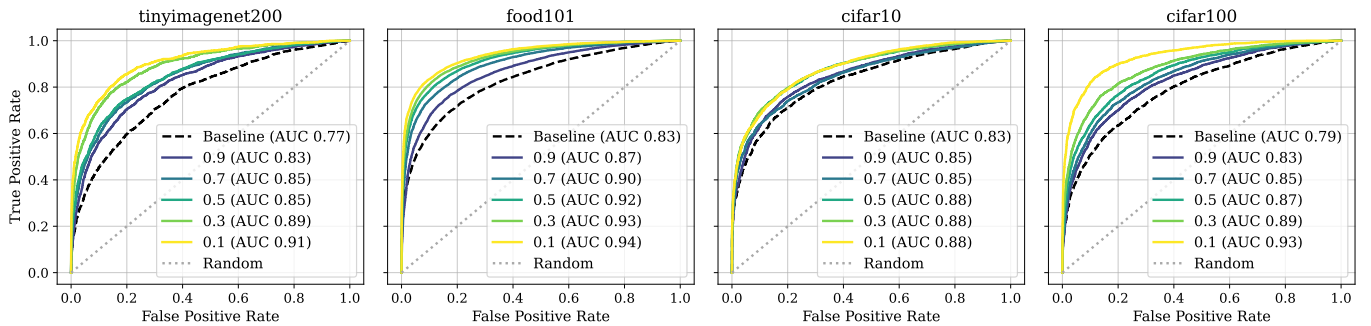 tinyimagenet200
food101
cifar10
cifar100
True Positive Rate
1.0
0.8
0.6
0.4
0.2
0.0
Baseline (AUC 0.77)
0.9 (AUC 0.83)
0.7 (AUC 0.85)
0.5 (AUC 0.85)
0.3 (AUC 0.89)
0.1 (AUC 0.91)
Random
0.0 0.2 0.4 0.6 0.8 1.0
False Positive Rate
Baseline (AUC 0.83)
0.9 (AUC 0.87)
0.7 (AUC 0.90)
0.5 (AUC 0.92)
0.3 (AUC 0.93)
0.1 (AUC 0.94)
Random
0.0 0.2 0.4 0.6 0.8 1.0
False Positive Rate
Baseline (AUC 0.83)
0.9 (AUC 0.85)
0.7 (AUC 0.85)
0.5 (AUC 0.88)
0.3 (AUC 0.88)
0.1 (AUC 0.88)
Random
0.0 0.2 0.4 0.6 0.8 1.0
False Positive Rate
Baseline (AUC 0.79)
0.9 (AUC 0.83)
0.7 (AUC 0.85)
0.5 (AUC 0.87)
0.3 (AUC 0.89)
0.1 (AUC 0.93)
Random
0.0 0.2 0.4 0.6 0.8 1.0
False Positive Rate